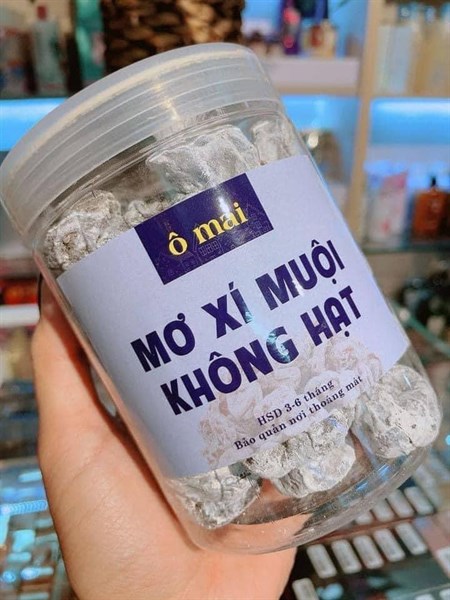 ô mai
MƠ XÍ MUỘI
KHÔNG HẠT
HSD 3-6 tháng
Bảo quản nơi thoáng mát